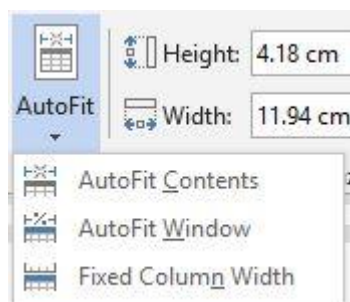 Height: 4.18 cm
AutoFit
Width: 11.94 cm
AutoFit Contents
AutoFit Window
Fixed Column Width